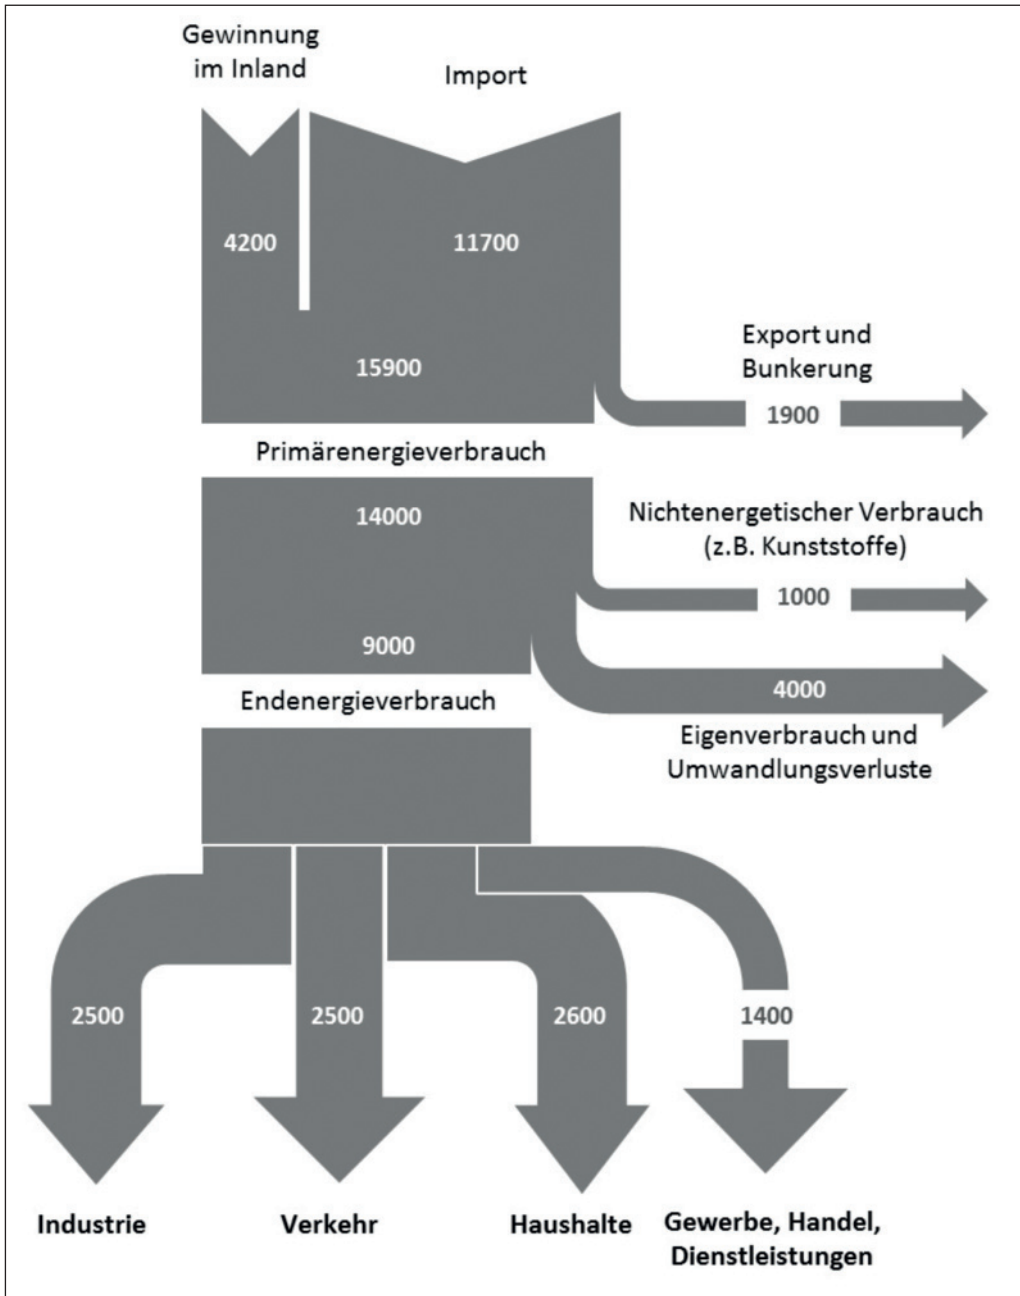 Gewinnung
im Inland
Import
4200
11700
15900
Export und
Bunkerung
1900
Primärenergieverbrauch
14000
Nichtenergetischer Verbrauch
(z.B. Kunststoffe)
1000
9000
4000
Endenergieverbrauch
Eigenverbrauch und
Umwandlungsverluste
2500
2500
2600
1400
Industrie
Verkehr
Haushalte
Gewerbe, Handel,
Dienstleistungen